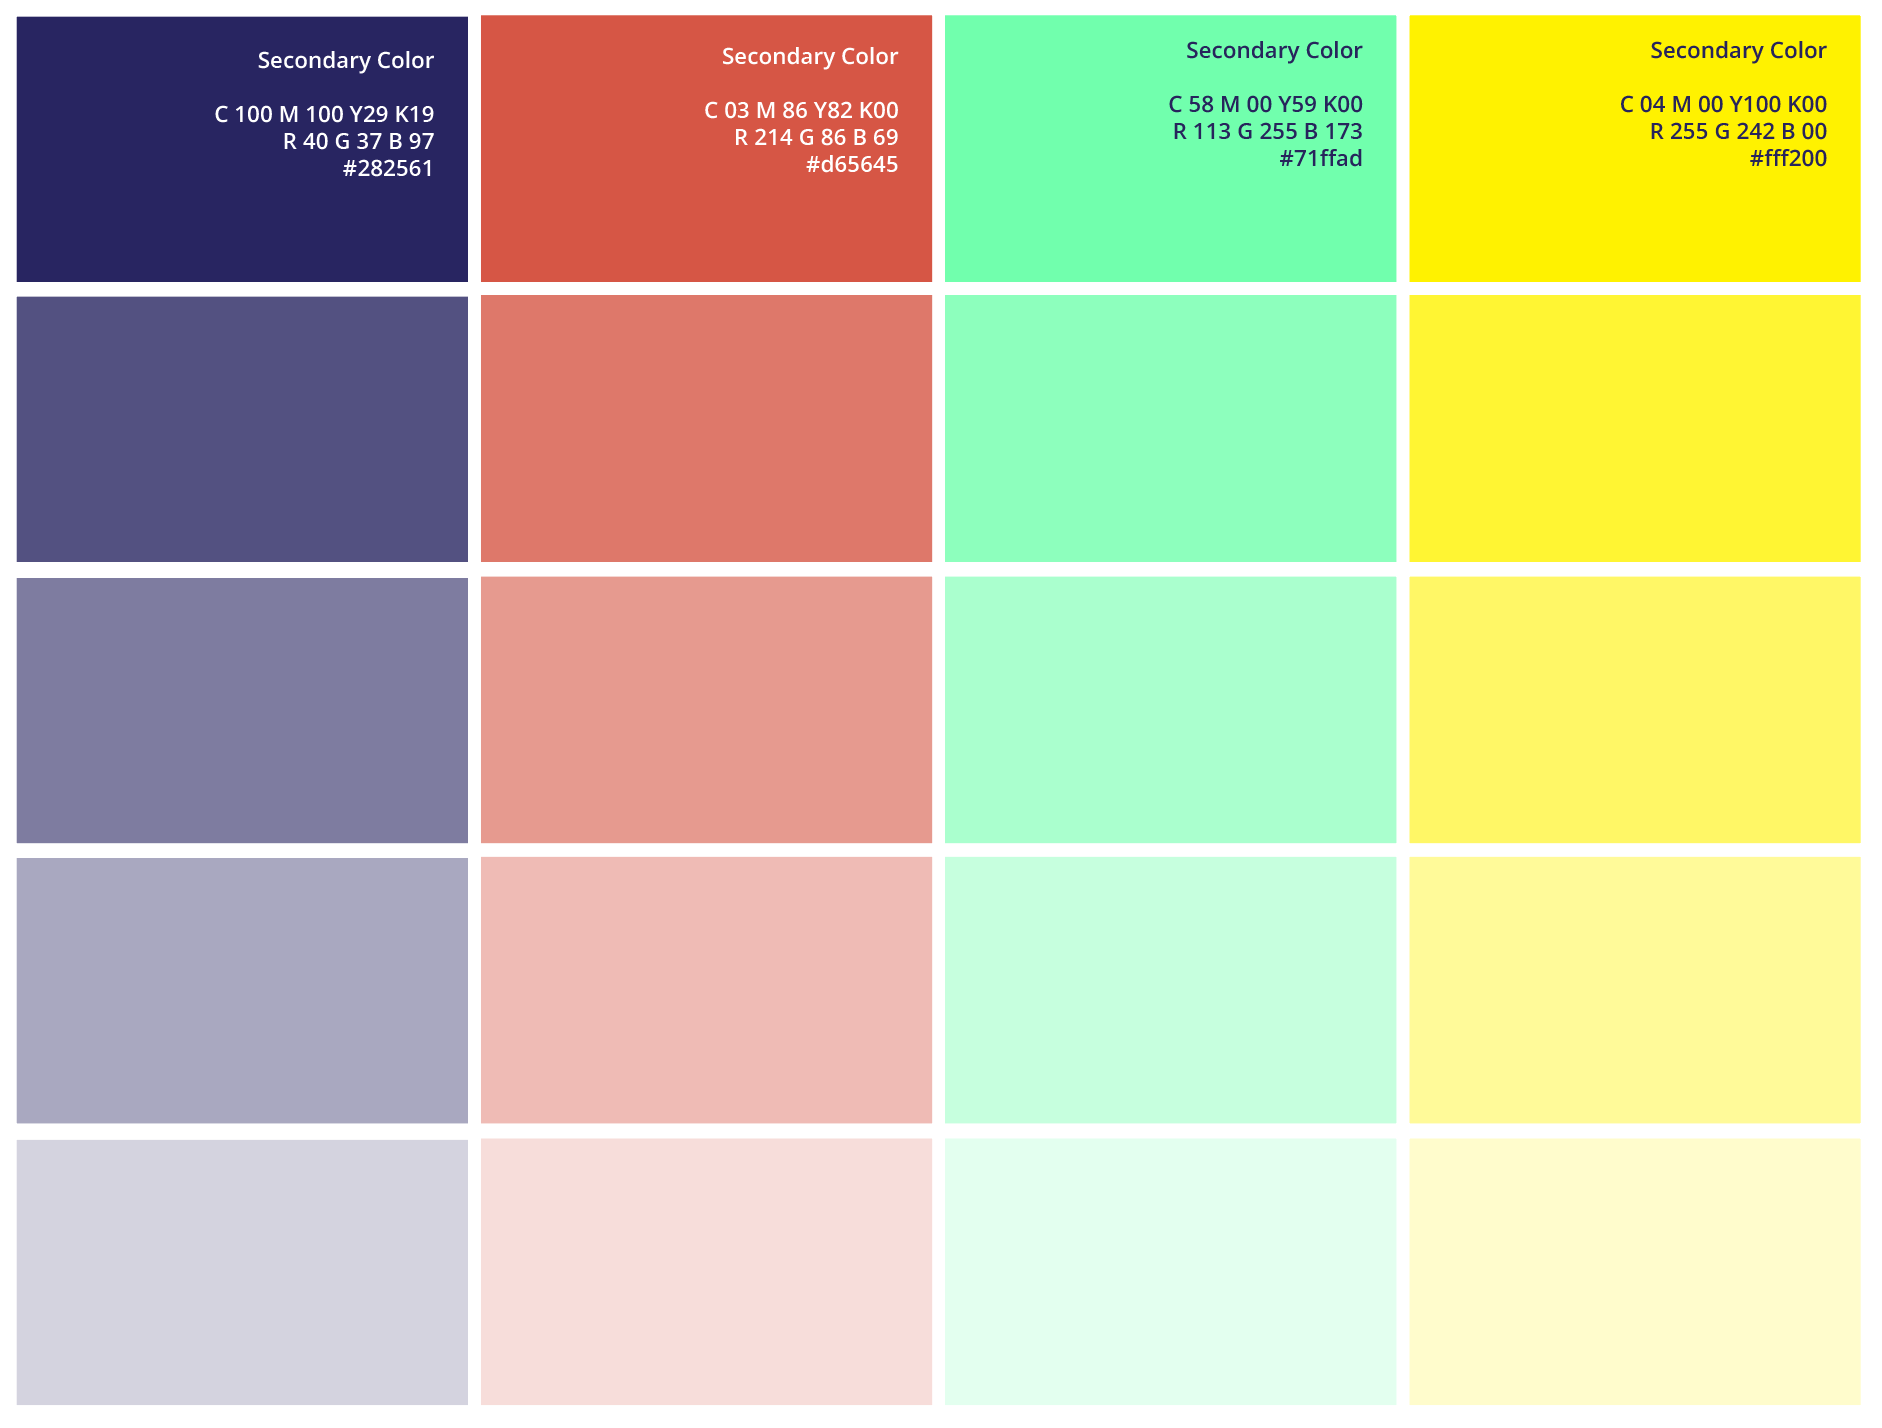 Secondary Color
C 100 M 100 Y29 K19
R 40 G 37 B 97
#282561
Secondary Color
C 03 M 86 Y82 K00
R 214 G 86 B 69
#d65645
Secondary Color
C 58 M 00 Y59 K00
R 113 G 255 B 173
#71ffad
Secondary Color
C 04 M 00 Y100 K00
R 255 G 242 B 00
#fff200